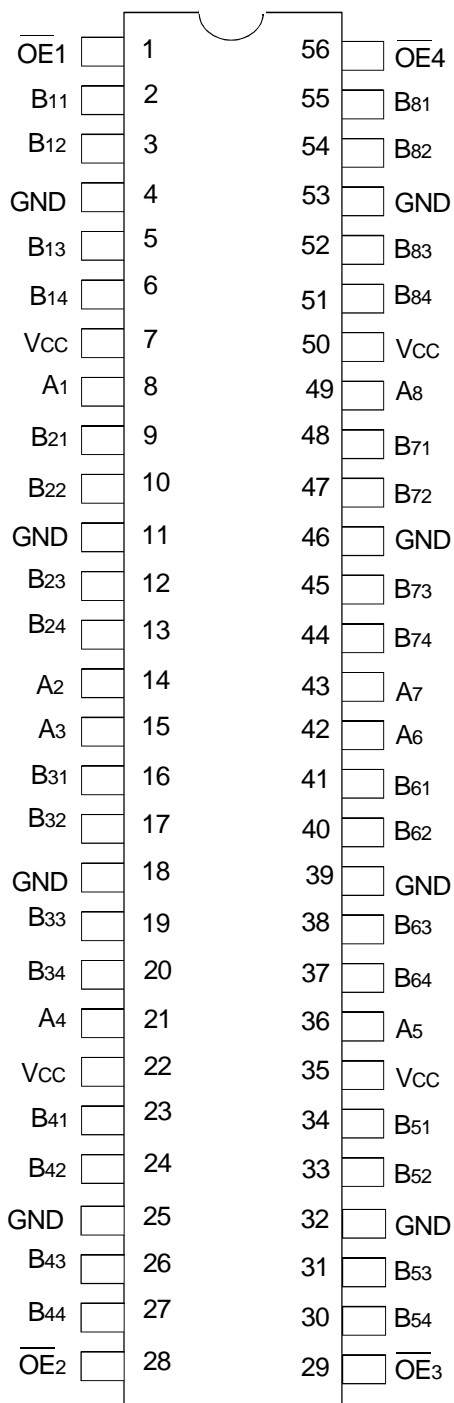 OE1 1 56 OE4
B11 2 55 B81
B12 3 54 B82
GND 4 53 GND
B13 5 52 B83
B14 6 51 B84
VCC 7 50 VCC
A1 8 49 A8
B21 9 48 B71
B22 10 47 B72
GND 11 46 GND
B23 12 45 B73
B24 13 44 B74
A2 14 43 A7
A3 15 42 A6
B31 16 41 B61
B32 17 40 B62
GND 18 39 GND
B33 19 38 B63
B34 20 37 B64
A4 21 36 A5
VCC 22 35 VCC
B41 23 34 B51
B42 24 33 B52
GND 25 32 GND
B43 26 31 B53
B44 27 30 B54
OE2 28 29 OE3